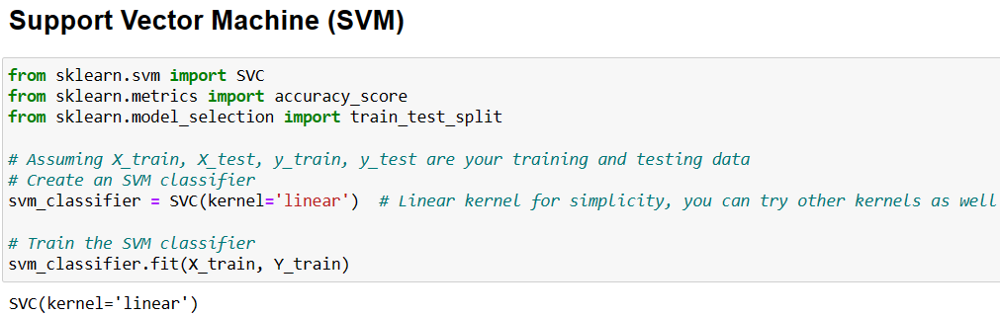 Support Vector Machine (SVM)
from sklearn.svm import SVC
from sklearn.metrics import accuracy_score
from sklearn.model_selection import train_test_split
# Assuming X_train, X_test, y_train, y_test are your training and testing data
# Create an SVM classifier
svm_classifier = SVC(kernel='linear')  # Linear kernel for simplicity, you can try other kernels as well
# Train the SVM classifier
svm_classifier.fit(X_train, Y_train)
SVC(kernel='linear')